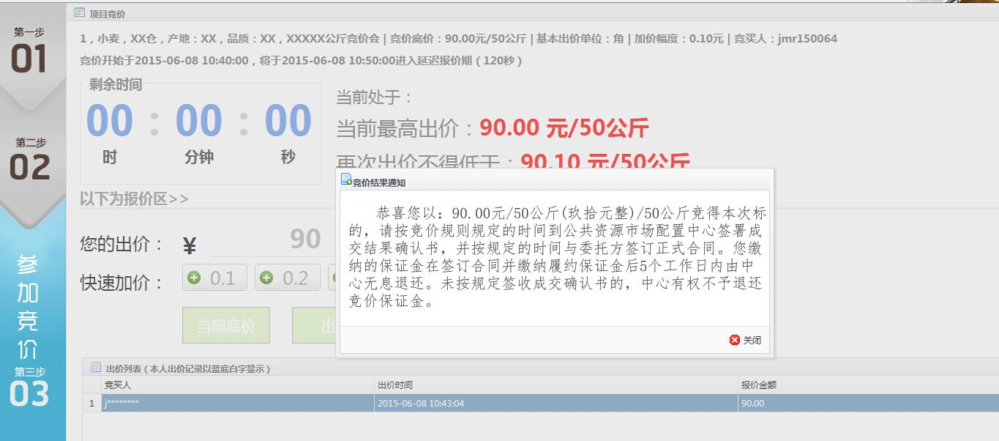 项目竞价
第一步
01
1，小麦，XX仓，产地：XX，品质：XX，XXXXX公斤竞价会 | 竞价底价：90.00元/50公斤 | 基本出价单位：角 | 加价幅度：0.10元 | 竞买人：jmr150064
竞价开始于2015-06-08 10:40:00，将于2015-06-08 10:50:00进入延迟报价期（120秒）
剩余时间
00 : 00 : 00
时 分钟 秒
当前处于：
当前最高出价：90.00 元/50公斤
再次出价不得低于：90.10 元/50公斤
第二步
02
以下为报价区>>
您的出价： ¥ 90
快速加价： 0.1 0.2
当前底价 出
竞价结果通知
恭喜您以：90.00元/50公斤(玖拾元整)/50公斤竞得本次标
的，请按竞价规则规定的时间到公共资源市场配置中心签署成
交结果确认书，并按规定的时间与委托方签订正式合同。您缴
纳的保证金在签订合同并缴纳履约保证金后5个工作日内由中
心无息退还。未按规定签收成交确认书的，中心有权不予退还
竞价保证金。
关闭
参
加
竞
价
第三步
03
出价列表（本人出价记录以蓝底白字显示）
竞买人 出价时间 报价金额
1 j******** 2015-06-08 10:43:04 90.00